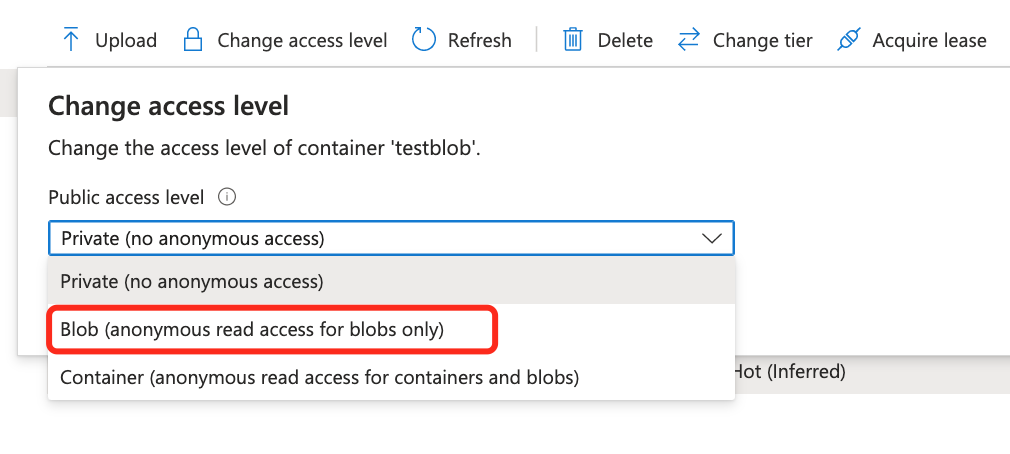 Upload Change access level Refresh Delete Change tier Acquire lease
Change access level
Change the access level of container 'testblob'.
Public access level
Private (no anonymous access)
Private (no anonymous access)
Blob (anonymous read access for blobs only)
Container (anonymous read access for containers and blobs)
Hot (Inferred)